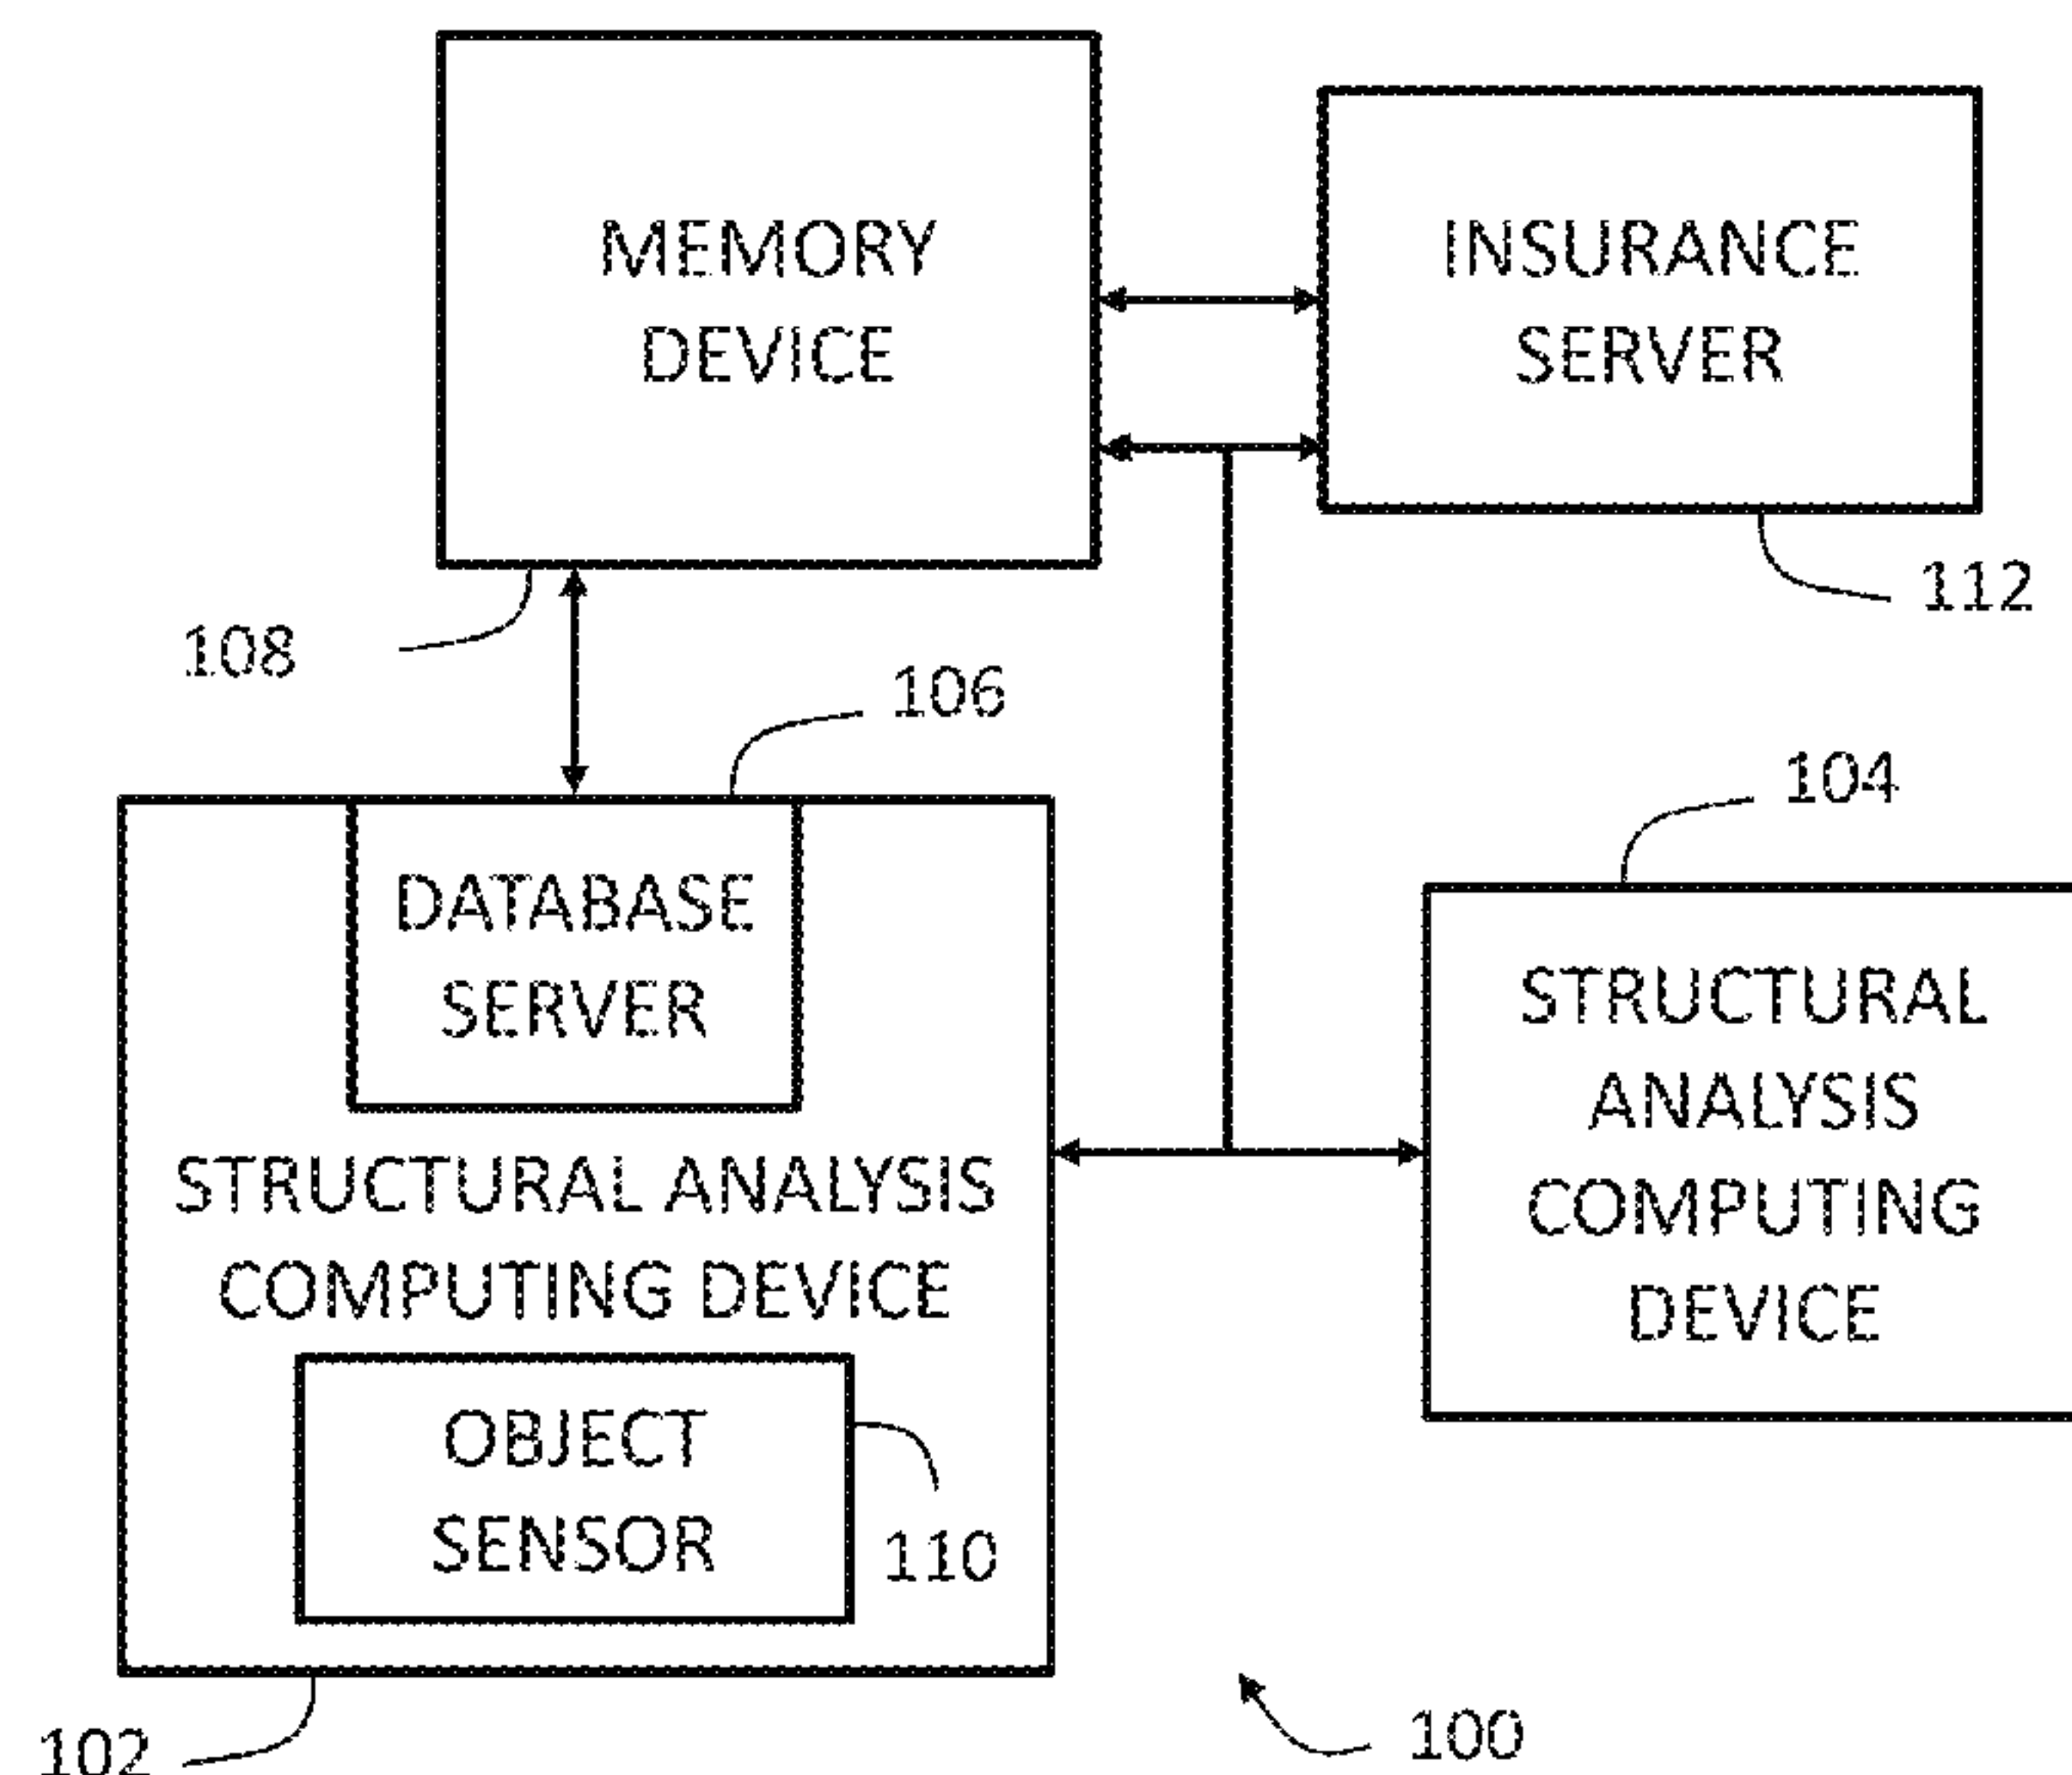 MEMORY
DEVICE
INSURANCE
SERVER
112
108
106
104
DATABASE
SERVER
STRUCTURAL ANALYSIS
COMPUTING DEVICE
STRUCTURAL
ANALYSIS
COMPUTING
DEVICE
OBJECT
SENSOR
110
102
100